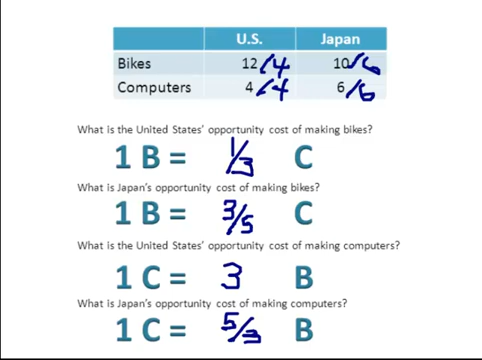 U.S. Japan
Bikes 12/4 10/6
Computers 4/4 6/6
What is the United States' opportunity cost of making bikes?
1 B = 1/3 C
What is Japan's opportunity cost of making bikes?
1 B = 3/5 C
What is the United States' opportunity cost of making computers?
1 C = 3 B
What is Japan's opportunity cost of making computers?
1 C = 5/3 B